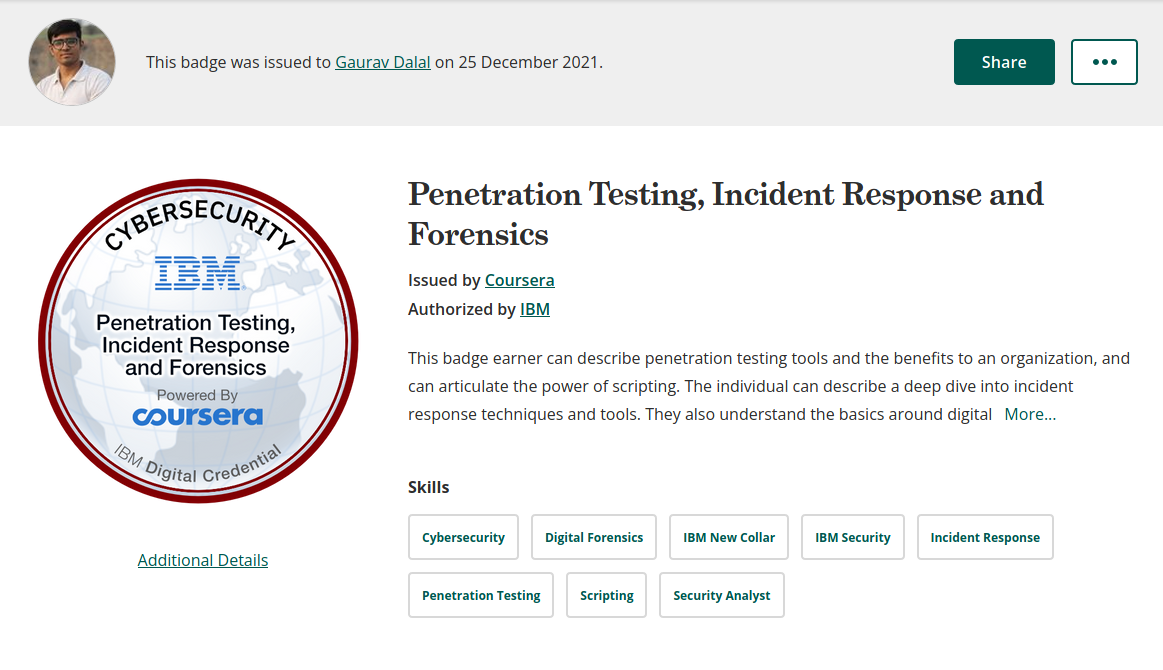 This badge was issued to Gaurav Dalal on 25 December 2021.
Share
CYBERSECURITY
IBM
Penetration Testing,
Incident Response
and Forensics
Powered By
coursera
IBM Digital Credential
Additional Details
Penetration Testing, Incident Response and
Forensics
Issued by Coursera
Authorized by IBM
This badge earner can describe penetration testing tools and the benefits to an organization, and
can articulate the power of scripting. The individual can describe a deep dive into incident
response techniques and tools. They also understand the basics around digital More...
Skills
Cybersecurity Digital Forensics IBM New Collar IBM Security Incident Response
Penetration Testing Scripting Security Analyst